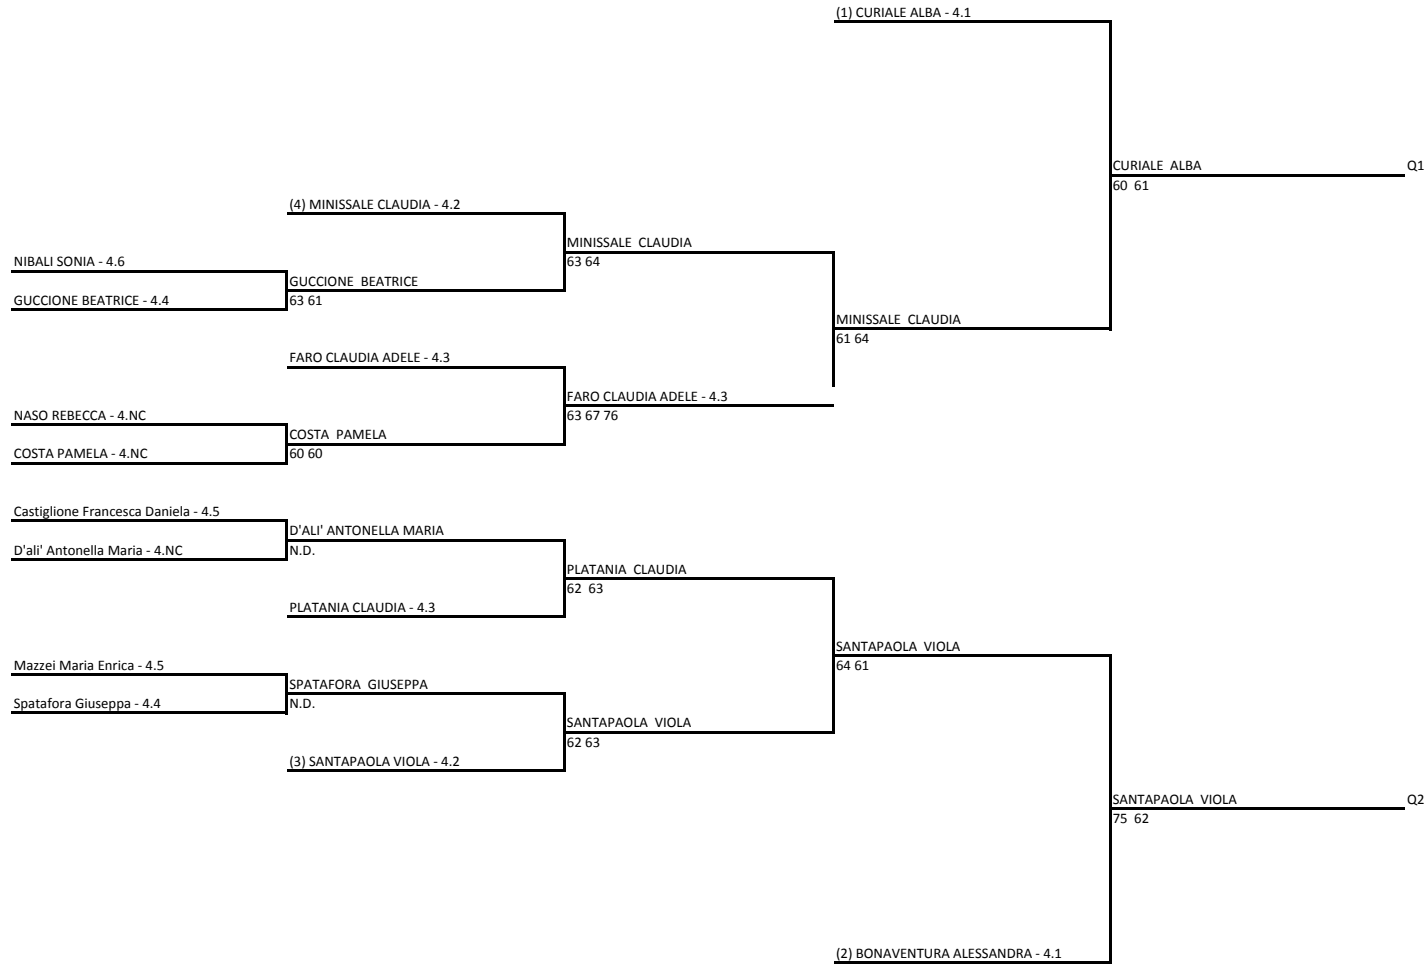 (1) CURIALE ALBA - 4.1
CURIALE  ALBA
Q1
60  61
(4) MINISSALE CLAUDIA - 4.2
MINISSALE  CLAUDIA
63 64
NIBALI SONIA - 4.6
GUCCIONE  BEATRICE
63 61
GUCCIONE BEATRICE - 4.4
MINISSALE  CLAUDIA
61 64
FARO CLAUDIA ADELE - 4.3
FARO CLAUDIA ADELE - 4.3
63 67 76
NASO REBECCA - 4.NC
COSTA  PAMELA
60 60
COSTA PAMELA - 4.NC
Castiglione Francesca Daniela - 4.5
D'ALI' ANTONELLA MARIA
N.D.
D'ali' Antonella Maria - 4.NC
PLATANIA  CLAUDIA
62  63
PLATANIA CLAUDIA - 4.3
SANTAPAOLA  VIOLA
64 61
Mazzei Maria Enrica - 4.5
SPATAFORA  GIUSEPPA
N.D.
Spatafora Giuseppa - 4.4
SANTAPAOLA  VIOLA
62 63
(3) SANTAPAOLA VIOLA - 4.2
SANTAPAOLA  VIOLA
Q2
75  62
(2) BONAVENTURA ALESSANDRA - 4.1